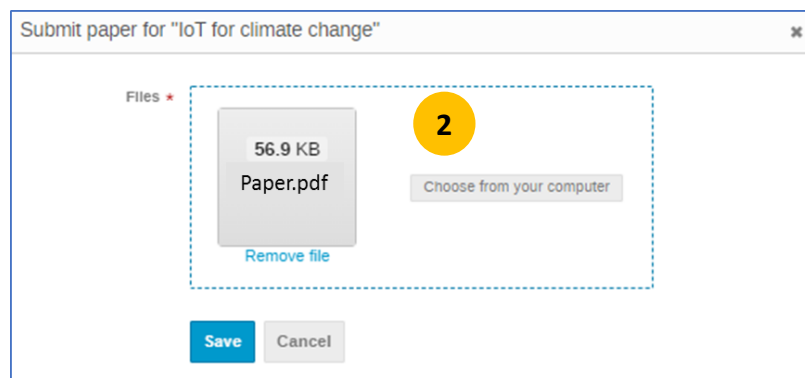 Submit paper for "IoT for climate change"
✖
Files *
2
56.9 KB
Paper.pdf
Choose from your computer
Remove file
Save
Cancel